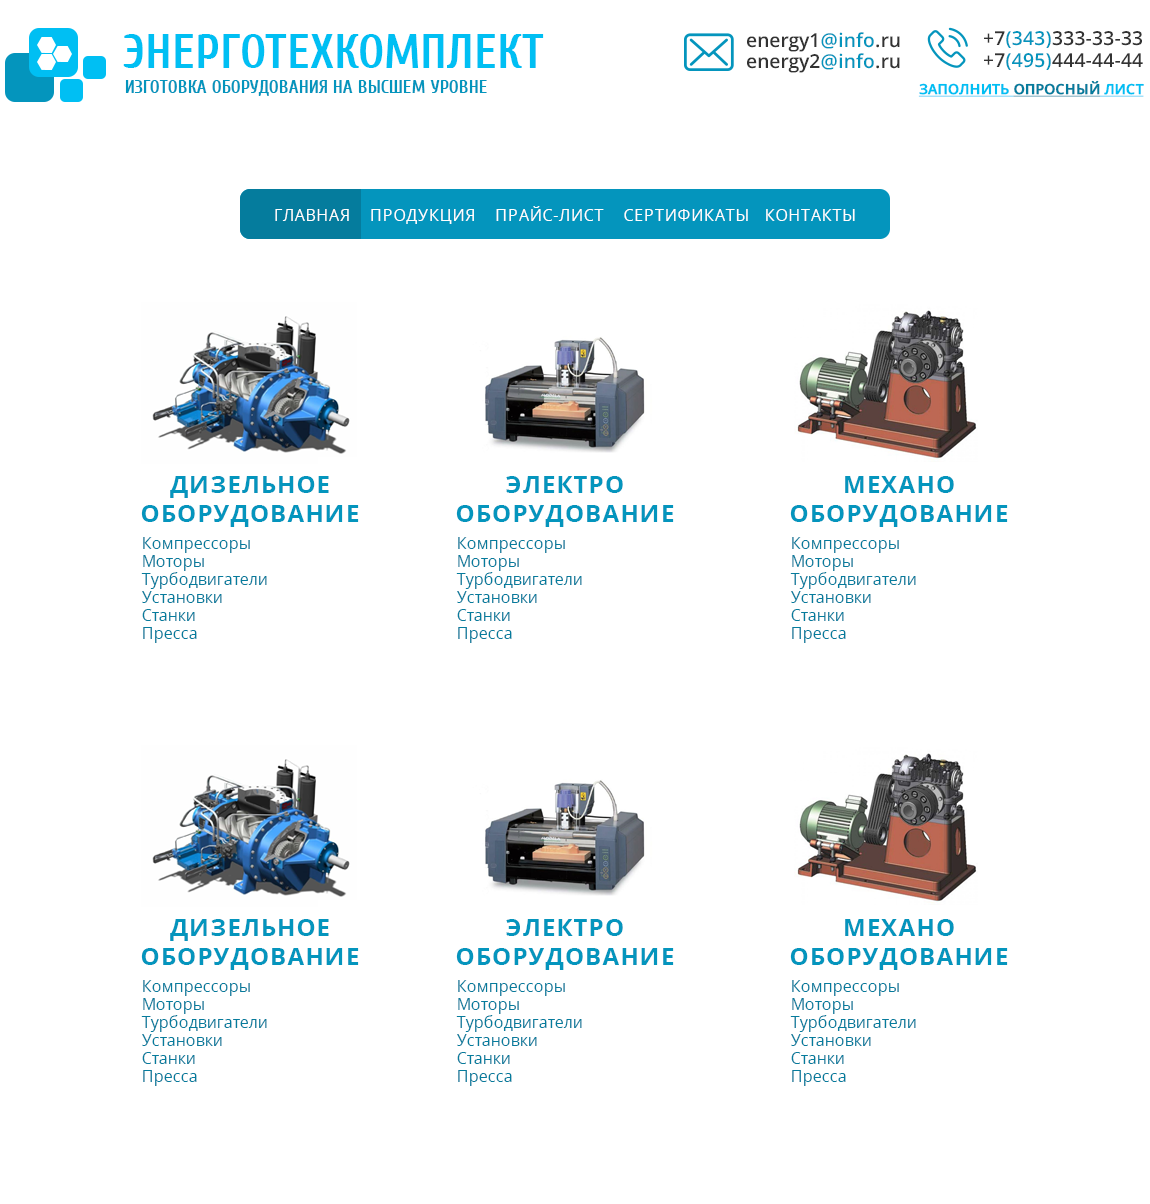 ЭНЕРГОТЕХКОМПЛЕКТ
ИЗГОТОВКА ОБОРУДОВАНИЯ НА ВЫСШЕМ УРОВНЕ
energy1@info.ru
energy2@info.ru
+7(343)333-33-33
+7(495)444-44-44
ЗАПОЛНИТЬ ОПРОСНЫЙ ЛИСТ
ГЛАВНАЯ ПРОДУКЦИЯ ПРАЙС-ЛИСТ СЕРТИФИКАТЫ КОНТАКТЫ
ДИЗЕЛЬНОЕ
ОБОРУДОВАНИЕ
Компрессоры
Моторы
Турбодвигатели
Установки
Станки
Пресса
ЭЛЕКТРО
ОБОРУДОВАНИЕ
Компрессоры
Моторы
Турбодвигатели
Установки
Станки
Пресса
МЕХАНО
ОБОРУДОВАНИЕ
Компрессоры
Моторы
Турбодвигатели
Установки
Станки
Пресса
ДИЗЕЛЬНОЕ
ОБОРУДОВАНИЕ
Компрессоры
Моторы
Турбодвигатели
Установки
Станки
Пресса
ЭЛЕКТРО
ОБОРУДОВАНИЕ
Компрессоры
Моторы
Турбодвигатели
Установки
Станки
Пресса
МЕХАНО
ОБОРУДОВАНИЕ
Компрессоры
Моторы
Турбодвигатели
Установки
Станки
Пресса